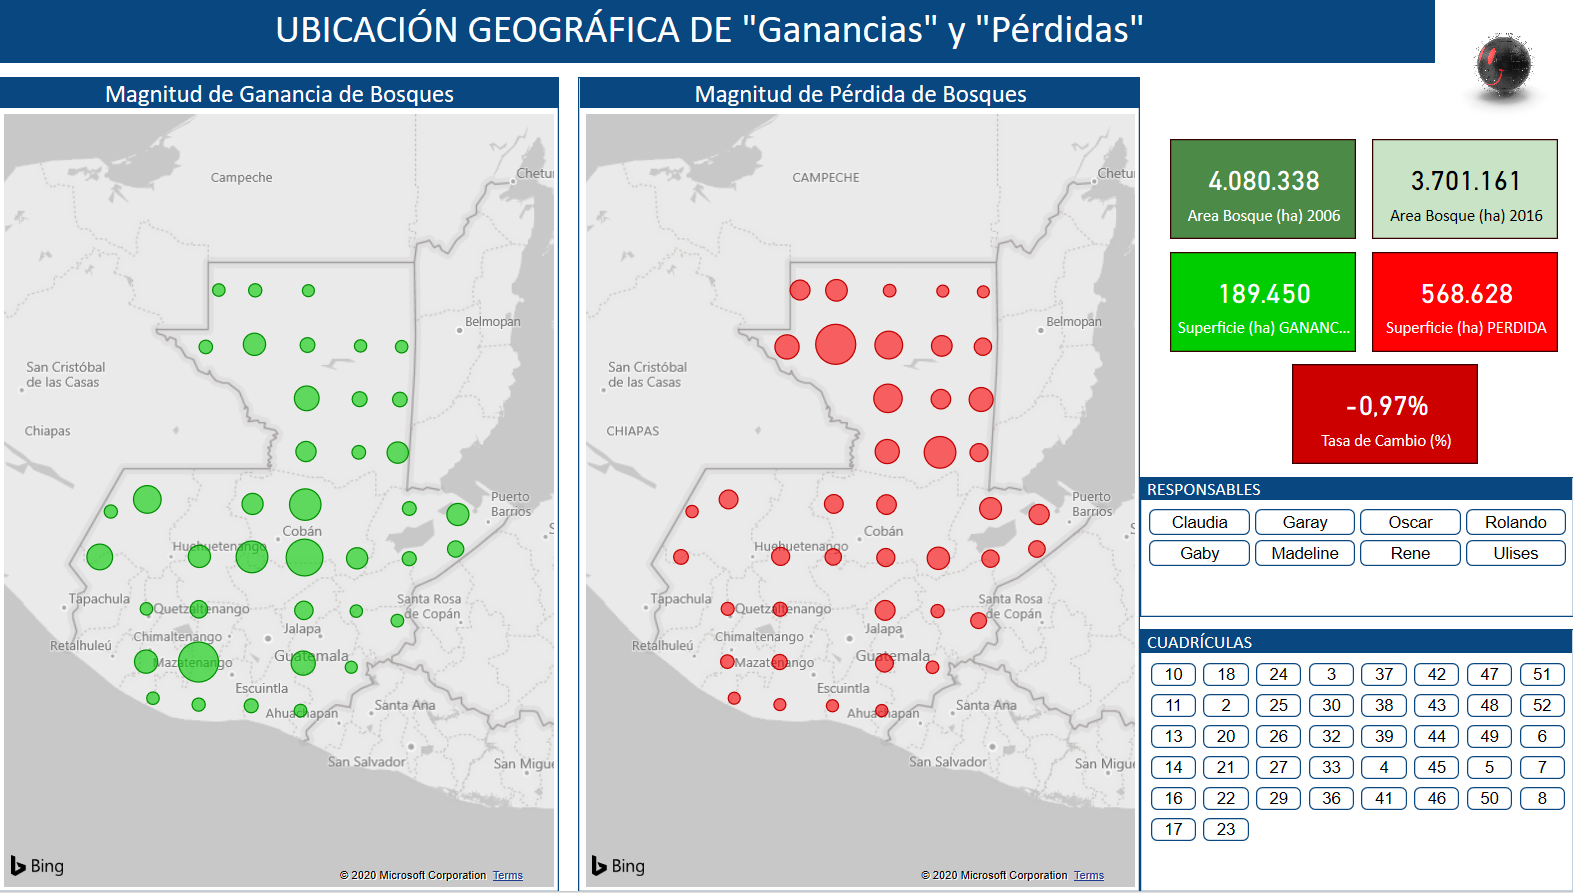 UBICACIÓN GEOGRÁFICA DE "Ganancias" y "Pérdidas"
Magnitud de Ganancia de Bosques
Campeche
Chetu
Belmopan
San Cristóbal
de las Casas
Chiapas
Puerto
Barrios
Cobán
Huehuetenango
Tapachula
Quetzaltenango
Santa Rosa
de Copán
Retalhuleú
Chimaltenango
Jalapa
Mazatenango
Guatemala
Escuintla
Ahuachapan
Santa Ana
San Salvador
San Migue
Bing
© 2020 Microsoft Corporation Terms
Magnitud de Pérdida de Bosques
CAMPECHE
Chetu
Belmopan
San Cristóbal
de las Casas
CHIAPAS
Puerto
Barrios
Cobán
Huehuetenango
Tapachula
Quetzaltenango
Santa Rosa
de Copán
Retalhuleú
Chimaltenango
Jalapa
Mazatenango
Guatemala
Escuintla
Ahuachapan
Santa Ana
San Salvador
San Migu
Bing
© 2020 Microsoft Corporation Terms
4.080.338
Area Bosque (ha) 2006
3.701.161
Area Bosque (ha) 2016
189.450
Superficie (ha) GANANC...
568.628
Superficie (ha) PERDIDA
-0,97%
Tasa de Cambio (%)
RESPONSABLES
Claudia Garay Oscar Rolando
Gaby Madeline Rene Ulises
CUADRÍCULAS
10 18 24 3 37 42 47 51
11 2 25 30 38 43 48 52
13 20 26 32 39 44 49 6
14 21 27 33 4 45 5 7
16 22 29 36 41 46 50 8
17 23